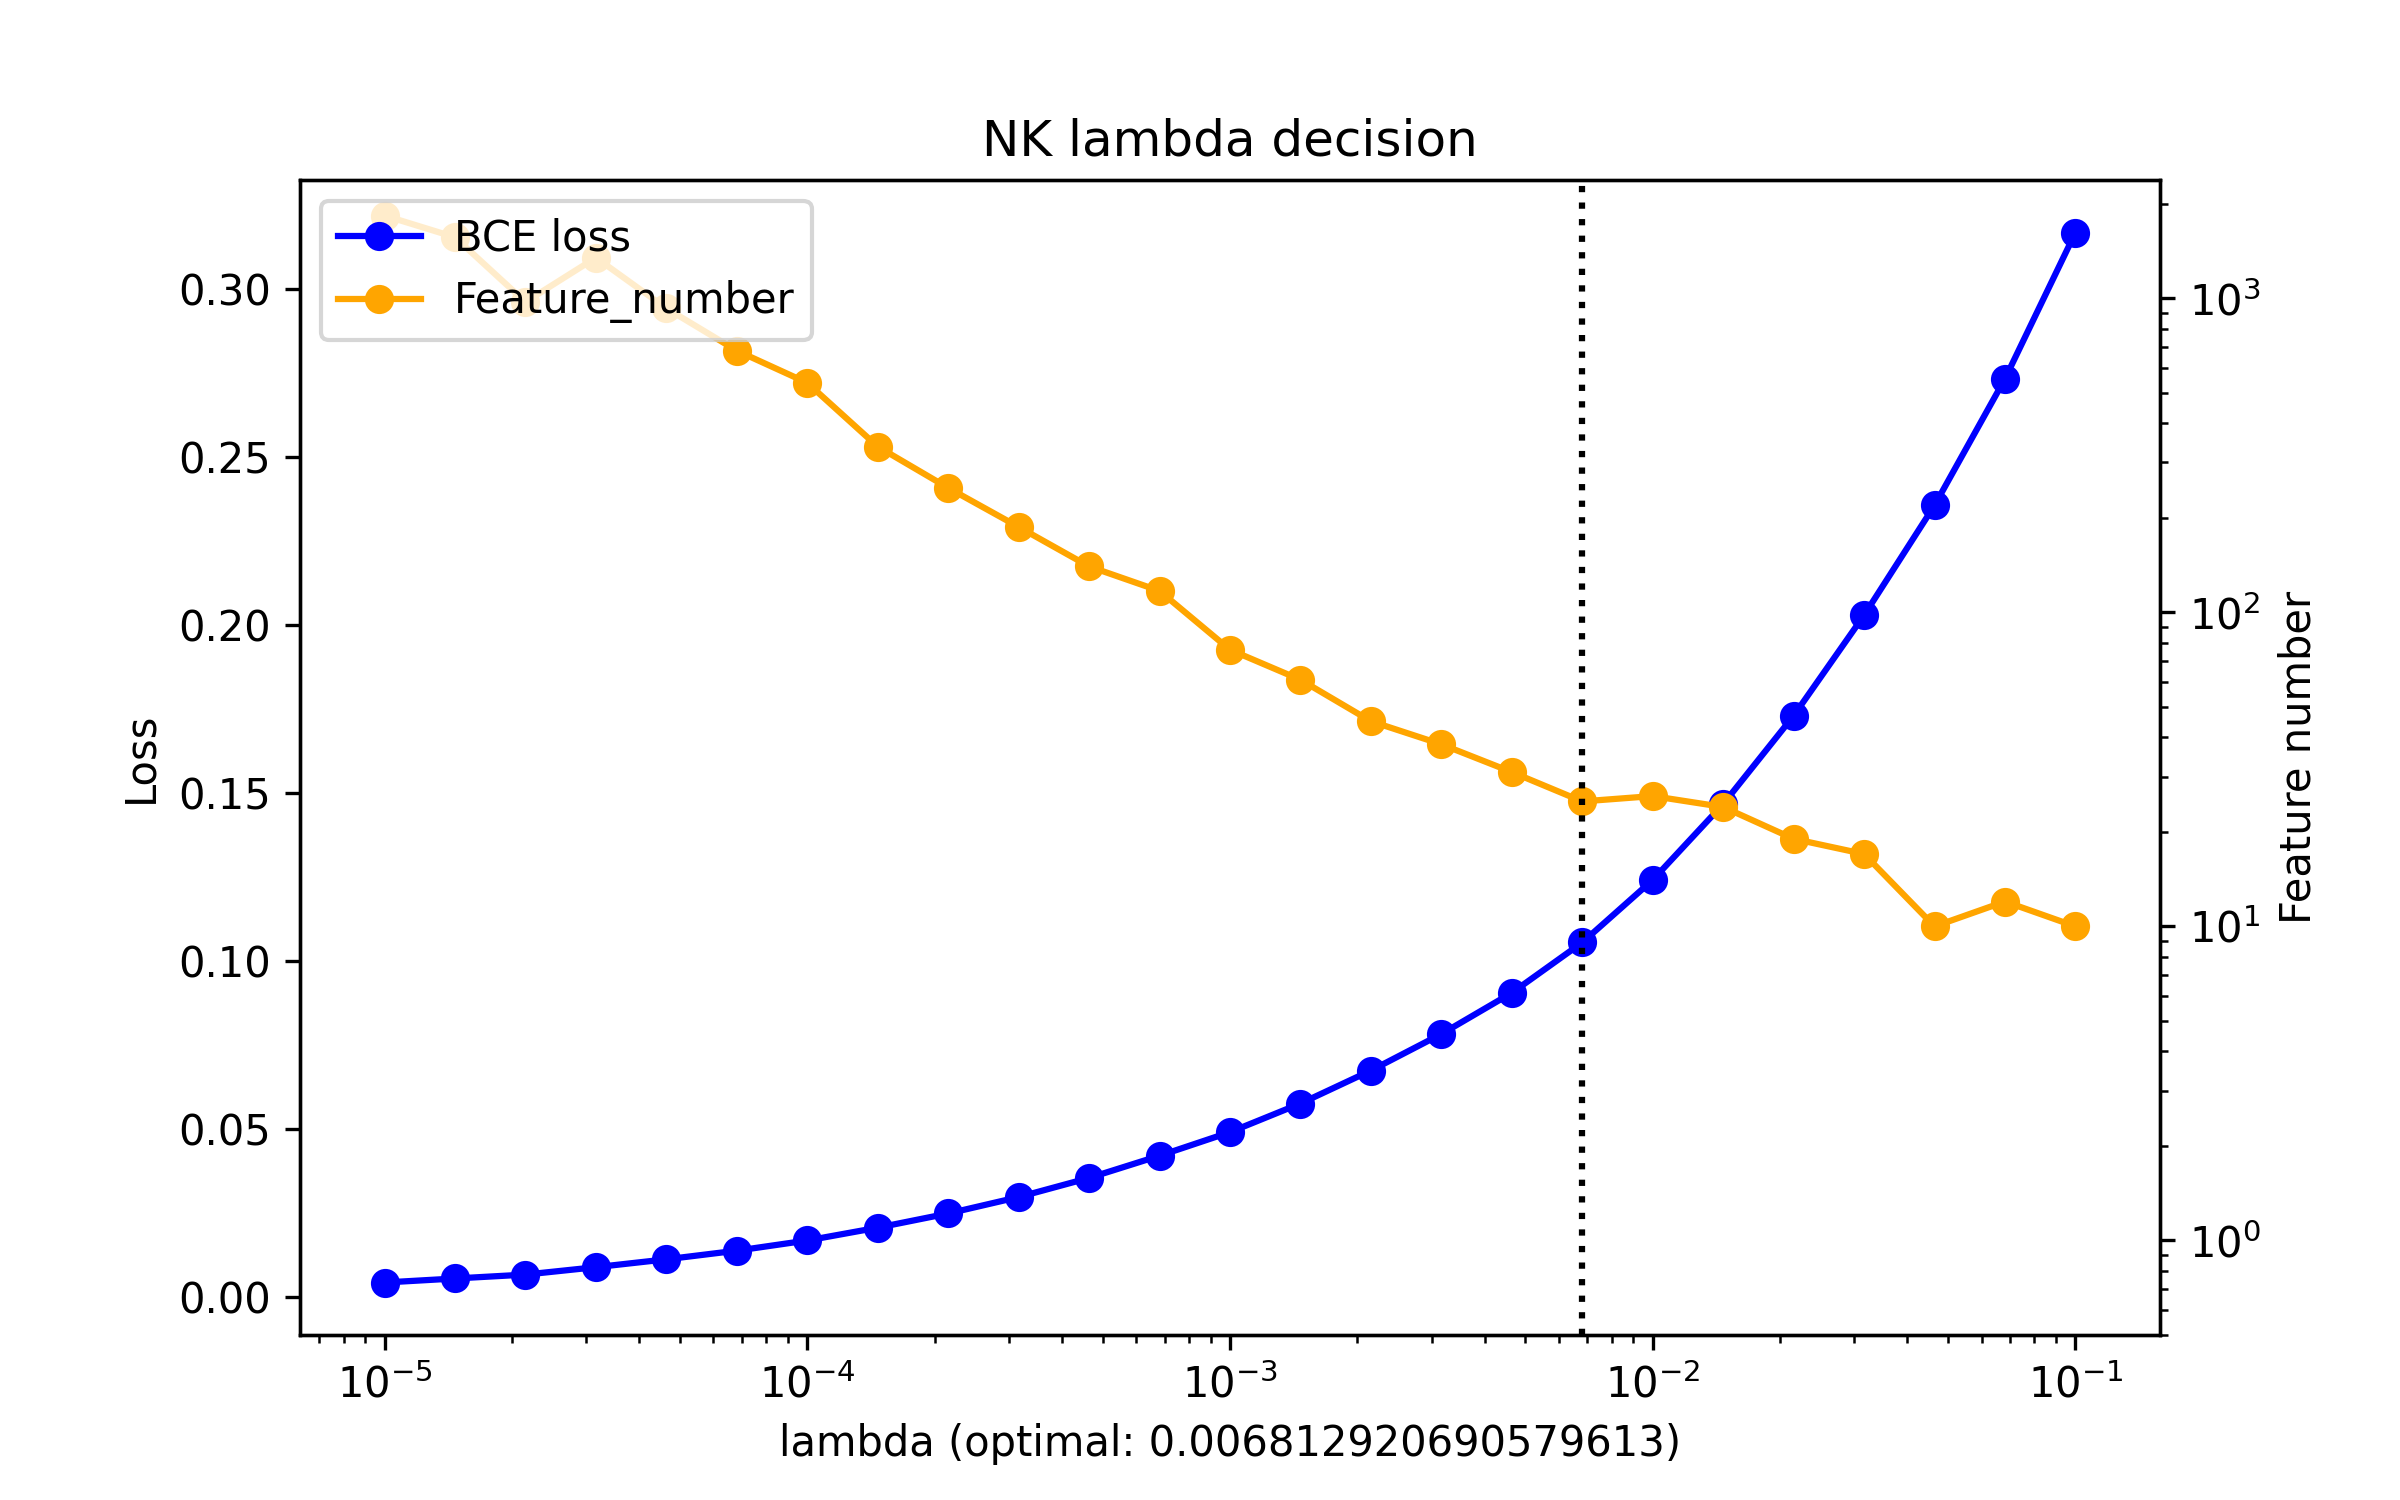 NK lambda decision
BCE loss
Feature_number
0.30
0.25
0.20
0.15
0.10
0.05
0.00
Loss
10³
10²
10¹
10⁰
Feature number
10⁻⁵ 10⁻⁴ 10⁻³ 10⁻² 10⁻¹
lambda (optimal: 0.006812920690579613)